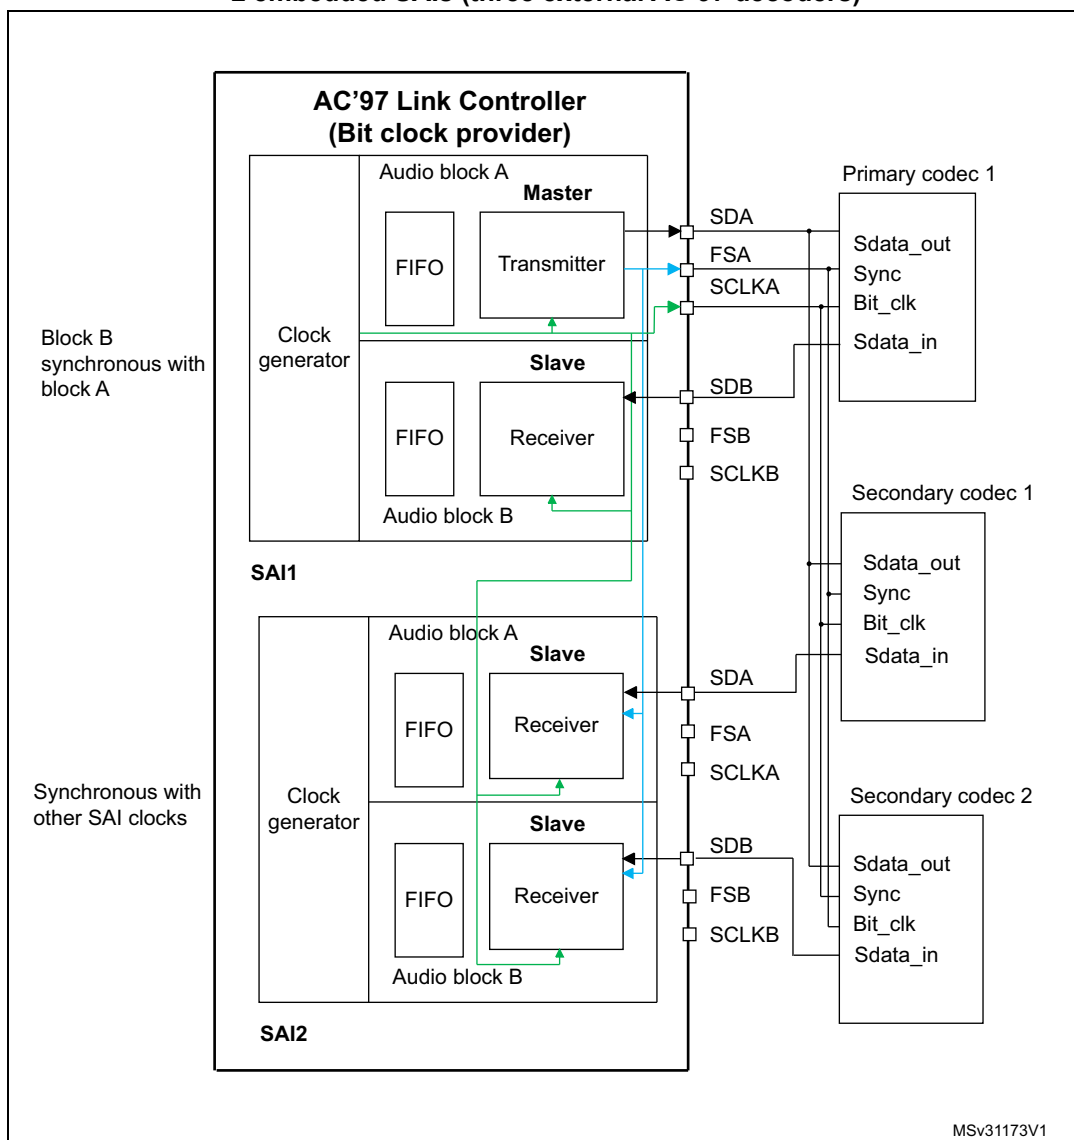 2 embedded SAIs (three external AC'97 decoders)
AC’97 Link Controller
(Bit clock provider)
Audio block A
Master
FIFO
Transmitter
Clock
generator
Slave
FIFO
Receiver
Audio block B
SAI1
Block B
synchronous with
block A
SDA
FSA
SCLKA
SDB
FSB
SCLKB
Primary codec 1
Sdata_out
Sync
Bit_clk
Sdata_in
Secondary codec 1
Sdata_out
Sync
Bit_clk
Sdata_in
Audio block A
Slave
FIFO
Receiver
Clock
generator
Slave
FIFO
Receiver
Audio block B
SAI2
Synchronous with
other SAI clocks
SDA
FSA
SCLKA
SDB
FSB
SCLKB
Secondary codec 2
Sdata_out
Sync
Bit_clk
Sdata_in
MSv31173V1